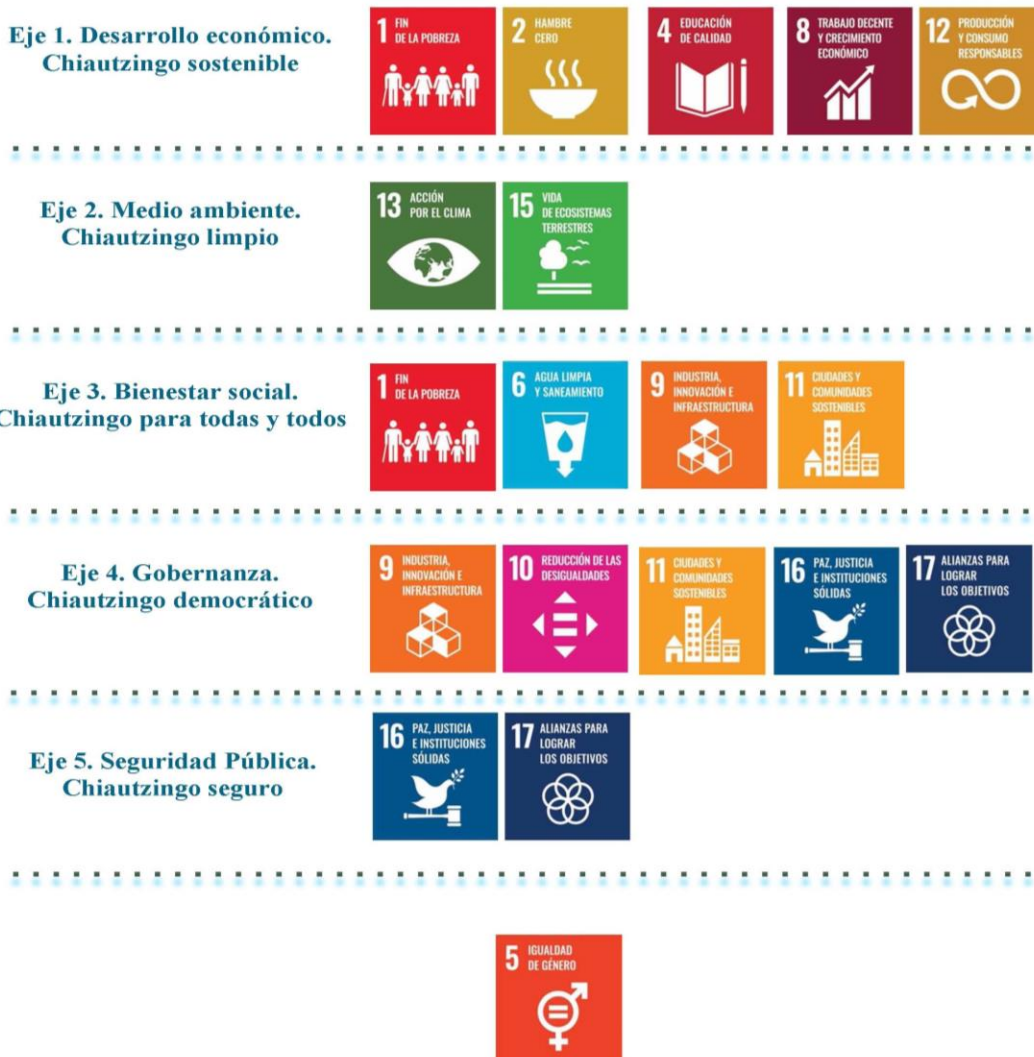 Eje 1. Desarrollo económico.
Chiautzingo sostenible
1 FIN
DE LA POBREZA
2 HAMBRE
CERO
4 EDUCACIÓN
DE CALIDAD
8 TRABAJO DECENTE
Y CRECIMIENTO
ECONÓMICO
12 PRODUCCIÓN
Y CONSUMO
RESPONSABLES
Eje 2. Medio ambiente.
Chiautzingo limpio
13 ACCIÓN
POR EL CLIMA
15 VIDA
DE ECOSISTEMAS
TERRESTRES
Eje 3. Bienestar social.
Chiautzingo para todas y todos
1 FIN
DE LA POBREZA
6 AGUA LIMPIA
Y SANEAMIENTO
9 INDUSTRIA,
INNOVACIÓN E
INFRAESTRUCTURA
11 CIUDADES Y
COMUNIDADES
SOSTENIBLES
Eje 4. Gobernanza.
Chiautzingo democrático
9 INDUSTRIA,
INNOVACIÓN E
INFRAESTRUCTURA
10 REDUCCIÓN DE LAS
DESIGUALDADES
11 CIUDADES Y
COMUNIDADES
SOSTENIBLES
16 PAZ, JUSTICIA
E INSTITUCIONES
SÓLIDAS
17 ALIANZAS PARA
LOGRAR
LOS OBJETIVOS
Eje 5. Seguridad Pública.
Chiautzingo seguro
16 PAZ, JUSTICIA
E INSTITUCIONES
SÓLIDAS
17 ALIANZAS PARA
LOGRAR
LOS OBJETIVOS
5 IGUALDAD
DE GÉNERO